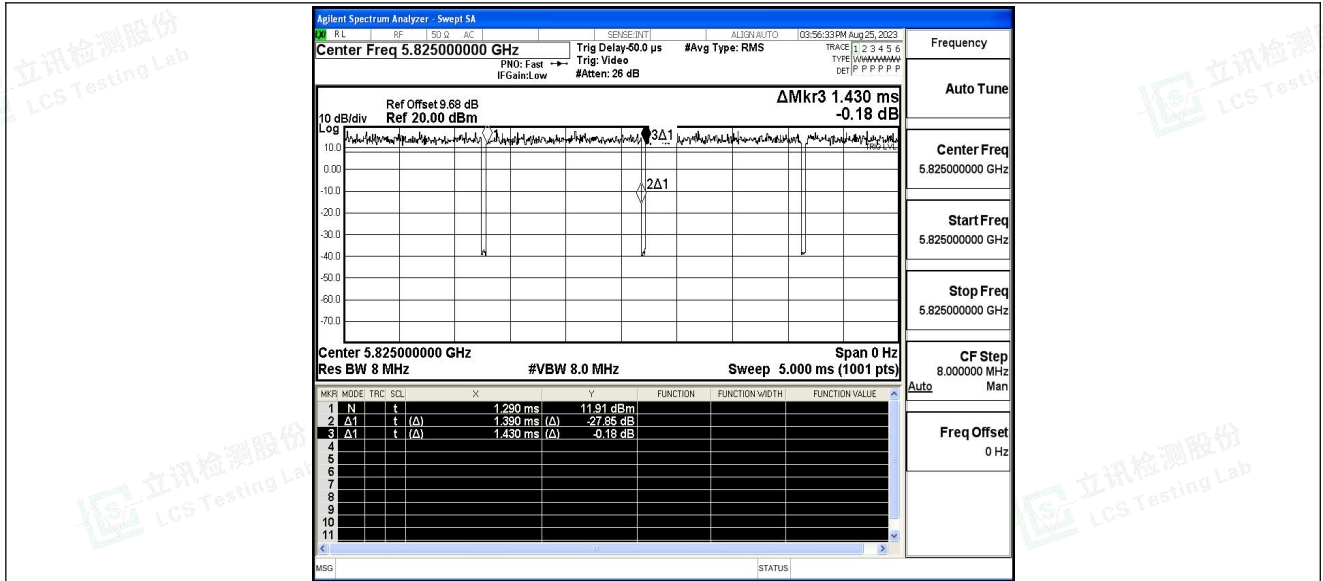 Agilent Spectrum Analyzer - Swept SA
LXI RL RF 50 Ω AC SENSE:INT ALIGN AUTO 03:56:33 PM Aug 25, 2023
Center Freq 5.825000000 GHz
PNO: Fast
IFGain:Low
Trig Delay-50.0 µs
Trig: Video
#Atten: 26 dB
#Avg Type: RMS
TRACE 1 2 3 4 5 6
TYPE
DET P P P P P P
ΔMkr3 1.430 ms
-0.18 dB
Ref Offset 9.68 dB
10 dB/div Ref 20.00 dBm
Log
10.0
0.00
-10.0
-20.0
-30.0
-40.0
-50.0
-60.0
-70.0
1
3Δ1
2Δ1
TRIG LVL
Center 5.825000000 GHz Span 0 Hz
Res BW 8 MHz #VBW 8.0 MHz Sweep 5.000 ms (1001 pts)
MKR MODE TRC SCL X Y FUNCTION FUNCTION WIDTH FUNCTION VALUE
1 N t 1.290 ms 11.91 dBm
2 Δ1 t (Δ) 1.390 ms (Δ) -27.85 dB
3 Δ1 t (Δ) 1.430 ms (Δ) -0.18 dB
4
5
6
7
8
9
10
11
MSG STATUS
Frequency
Auto Tune
Center Freq
5.825000000 GHz
Start Freq
5.825000000 GHz
Stop Freq
5.825000000 GHz
CF Step
8.000000 MHz
Auto Man
Freq Offset
0 Hz
立讯检测股份
LCS Testing Lab
立讯检测
LCS Testi
立讯检测股份
LCS Testing Lab
立讯检测股份
LCS Testing Lab